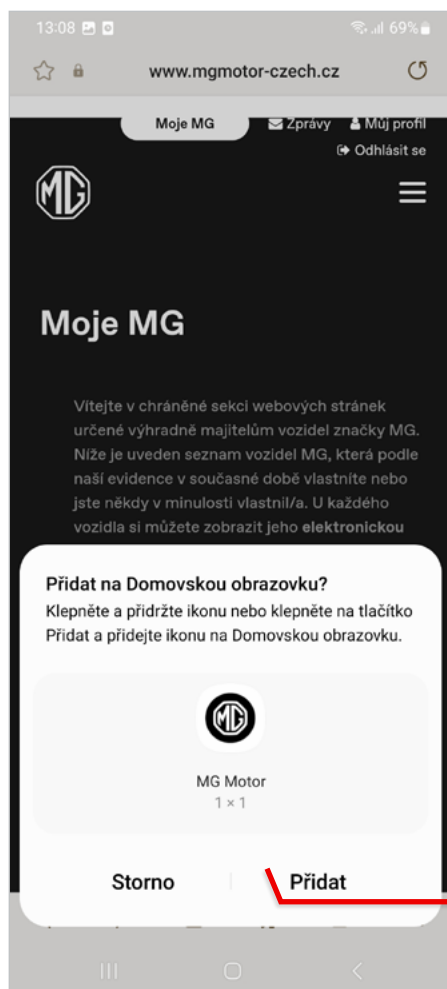 13:08 69%
www.mgmotor-czech.cz
Moje MG Zprávy Můj profil
Odhlásit se
MG
Moje MG
Vítejte v chráněné sekci webových stránek
určené výhradně majitelům vozidel značky MG.
Níže je uveden seznam vozidel MG, která podle
naší evidence v současné době vlastníte nebo
jste někdy v minulosti vlastnil/a. U každého
vozidla si můžete zobrazit jeho elektronickou
Přidat na Domovskou obrazovku?
Klepněte a přidržte ikonu nebo klepněte na tlačítko
Přidat a přidejte ikonu na Domovskou obrazovku.
MG
MG Motor
1 × 1
Storno Přidat